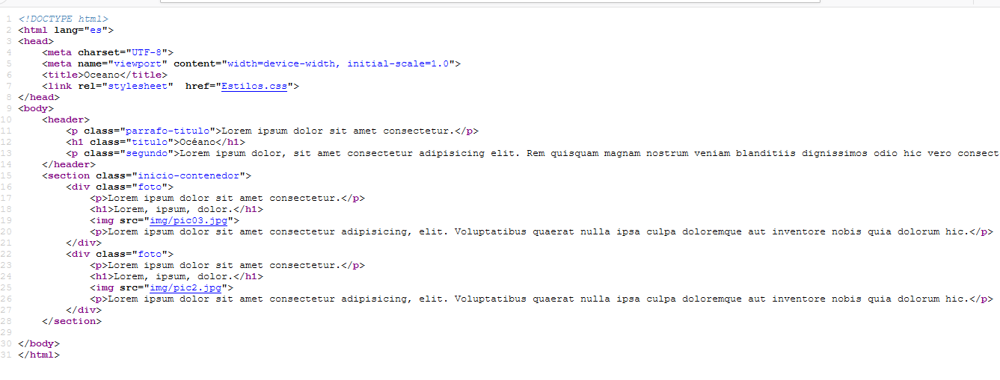 1 <!DOCTYPE html>
2 <html lang="es">
3 <head>
4     <meta charset="UTF-8">
5     <meta name="viewport" content="width=device-width, initial-scale=1.0">
6     <title>Oceano</title>
7     <link rel="stylesheet"  href="Estilos.css">
8 </head>
9 <body>
10     <header>
11         <p class="parrafo-titulo">Lorem ipsum dolor sit amet consectetur.</p>
12         <h1 class="titulo">Océano</h1>
13         <p class="segundo">Lorem ipsum dolor, sit amet consectetur adipisicing elit. Rem quisquam magnam nostrum veniam blanditiis dignissimos odio hic vero consect
14     </header>
15     <section class="inicio-contenedor">
16         <div class="foto">
17             <p>Lorem ipsum dolor sit amet consectetur.</p>
18             <h1>Lorem, ipsum, dolor.</h1>
19             <img src="img/pic03.jpg">
20             <p>Lorem ipsum dolor sit amet consectetur adipisicing, elit. Voluptatibus quaerat nulla ipsa culpa doloremque aut inventore nobis quia dolorum hic.</p>
21         </div>
22         <div class="foto">
23             <p>Lorem ipsum dolor sit amet consectetur.</p>
24             <h1>Lorem, ipsum, dolor.</h1>
25             <img src="img/pic2.jpg">
26             <p>Lorem ipsum dolor sit amet consectetur adipisicing, elit. Voluptatibus quaerat nulla ipsa culpa doloremque aut inventore nobis quia dolorum hic.</p>
27         </div>
28     </section>
29
30 </body>
31 </html>